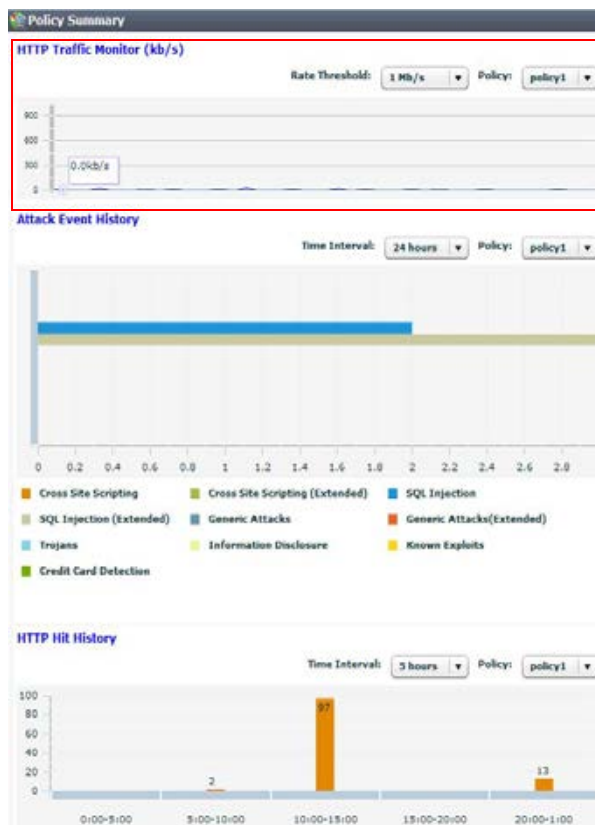 Policy Summary
HTTP Traffic Monitor (kb/s)
Rate Threshold: 1 Mb/s Policy: policy1
900
600
300
0.0kb/s
0
Attack Event History
Time Interval: 24 hours Policy: policy1
0 0.2 0.4 0.6 0.8 1 1.2 1.4 1.6 1.8 2 2.2 2.4 2.6 2.8
Cross Site Scripting Cross Site Scripting (Extended) SQL Injection
SQL Injection (Extended) Generic Attacks Generic Attacks(Extended)
Trojans Information Disclosure Known Exploits
Credit Card Detection
HTTP Hit History
Time Interval: 5 hours Policy: policy1
100
80
60
40
20
0
2
97
13
0:00-5:00 5:00-10:00 10:00-15:00 15:00-20:00 20:00-1:00